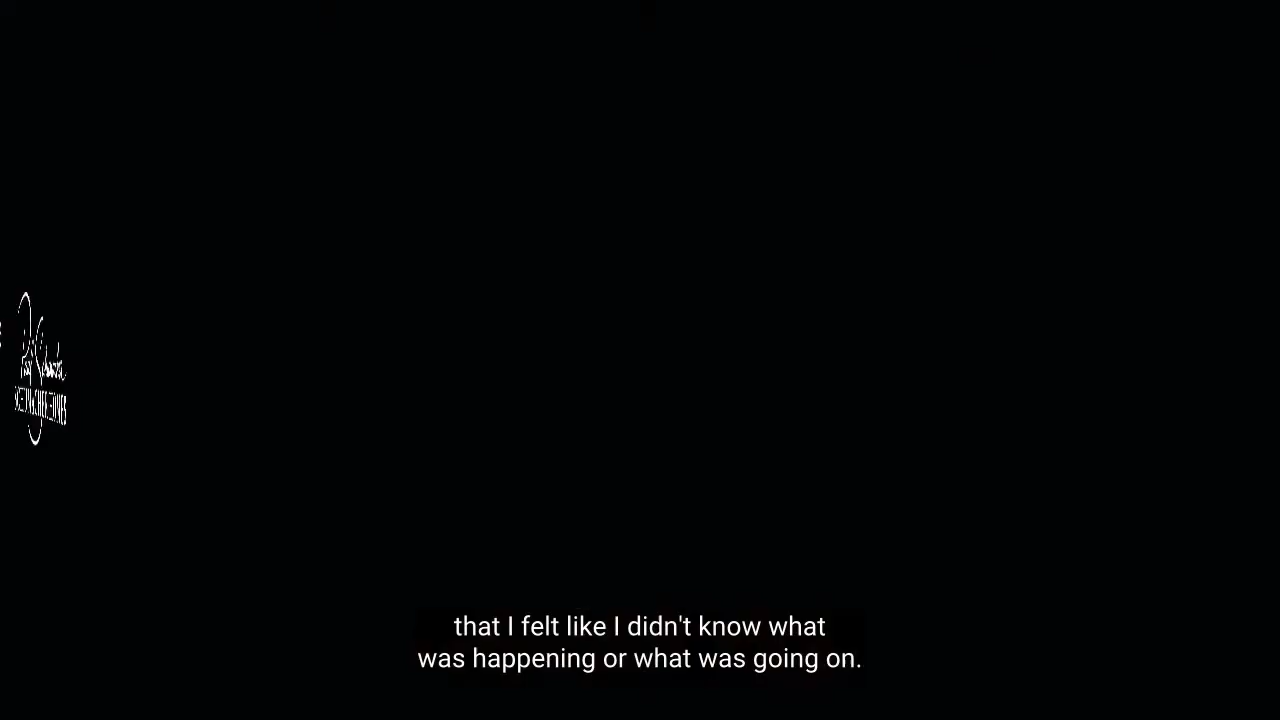 that I felt like I didn't know what
was happening or what was going on.